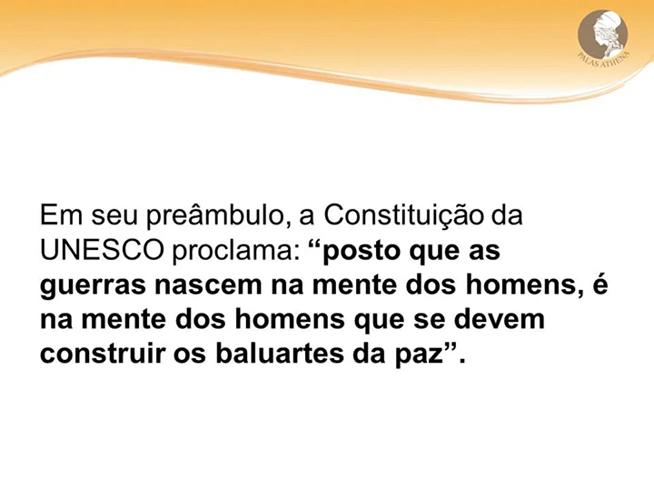 PALAS ATHENA
Em seu preâmbulo, a Constituição da
UNESCO proclama: “posto que as
guerras nascem na mente dos homens, é
na mente dos homens que se devem
construir os baluartes da paz”.